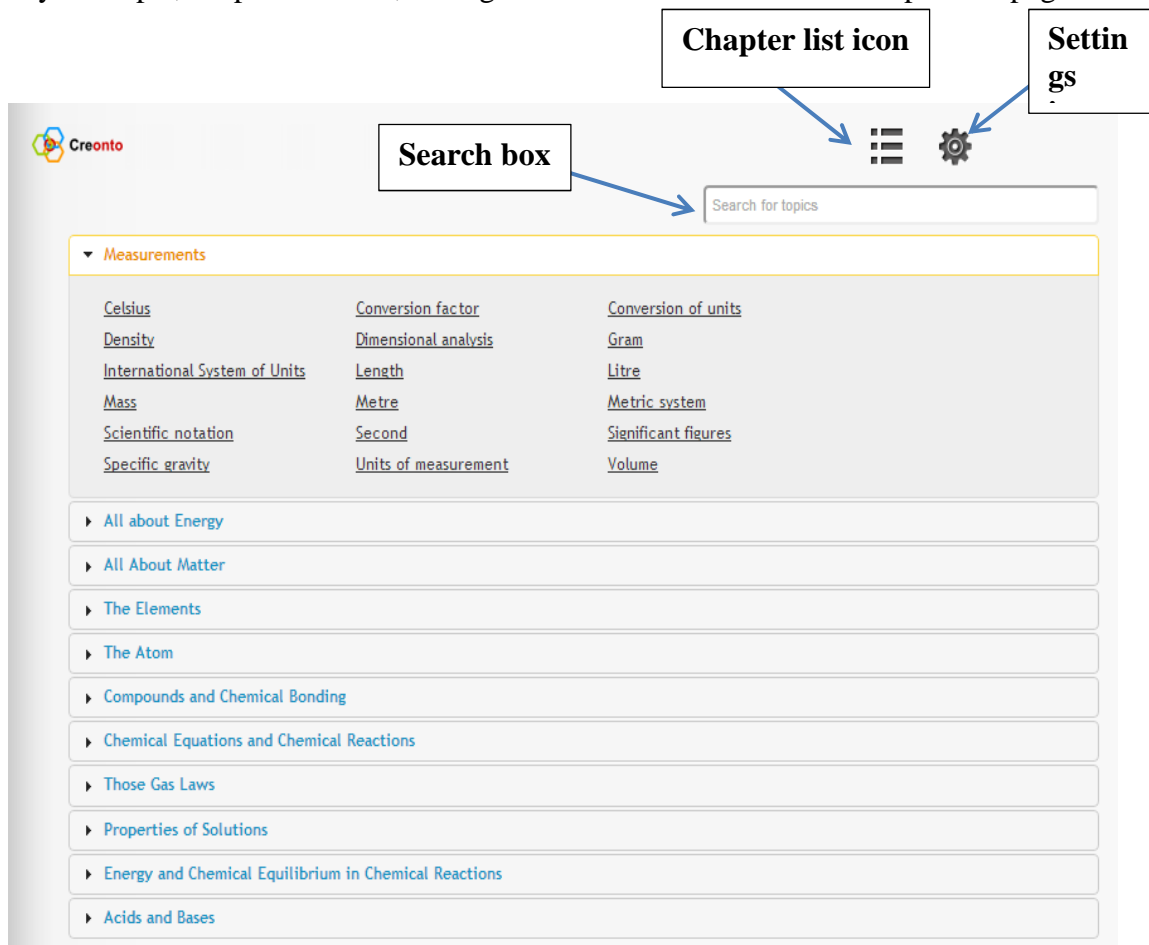 Chapter list icon
Settin
gs
Creonto
Search box
Search for topics
Measurements
Celsius Conversion factor Conversion of units
Density Dimensional analysis Gram
International System of Units Length Litre
Mass Metre Metric system
Scientific notation Second Significant figures
Specific gravity Units of measurement Volume
All about Energy
All About Matter
The Elements
The Atom
Compounds and Chemical Bonding
Chemical Equations and Chemical Reactions
Those Gas Laws
Properties of Solutions
Energy and Chemical Equilibrium in Chemical Reactions
Acids and Bases